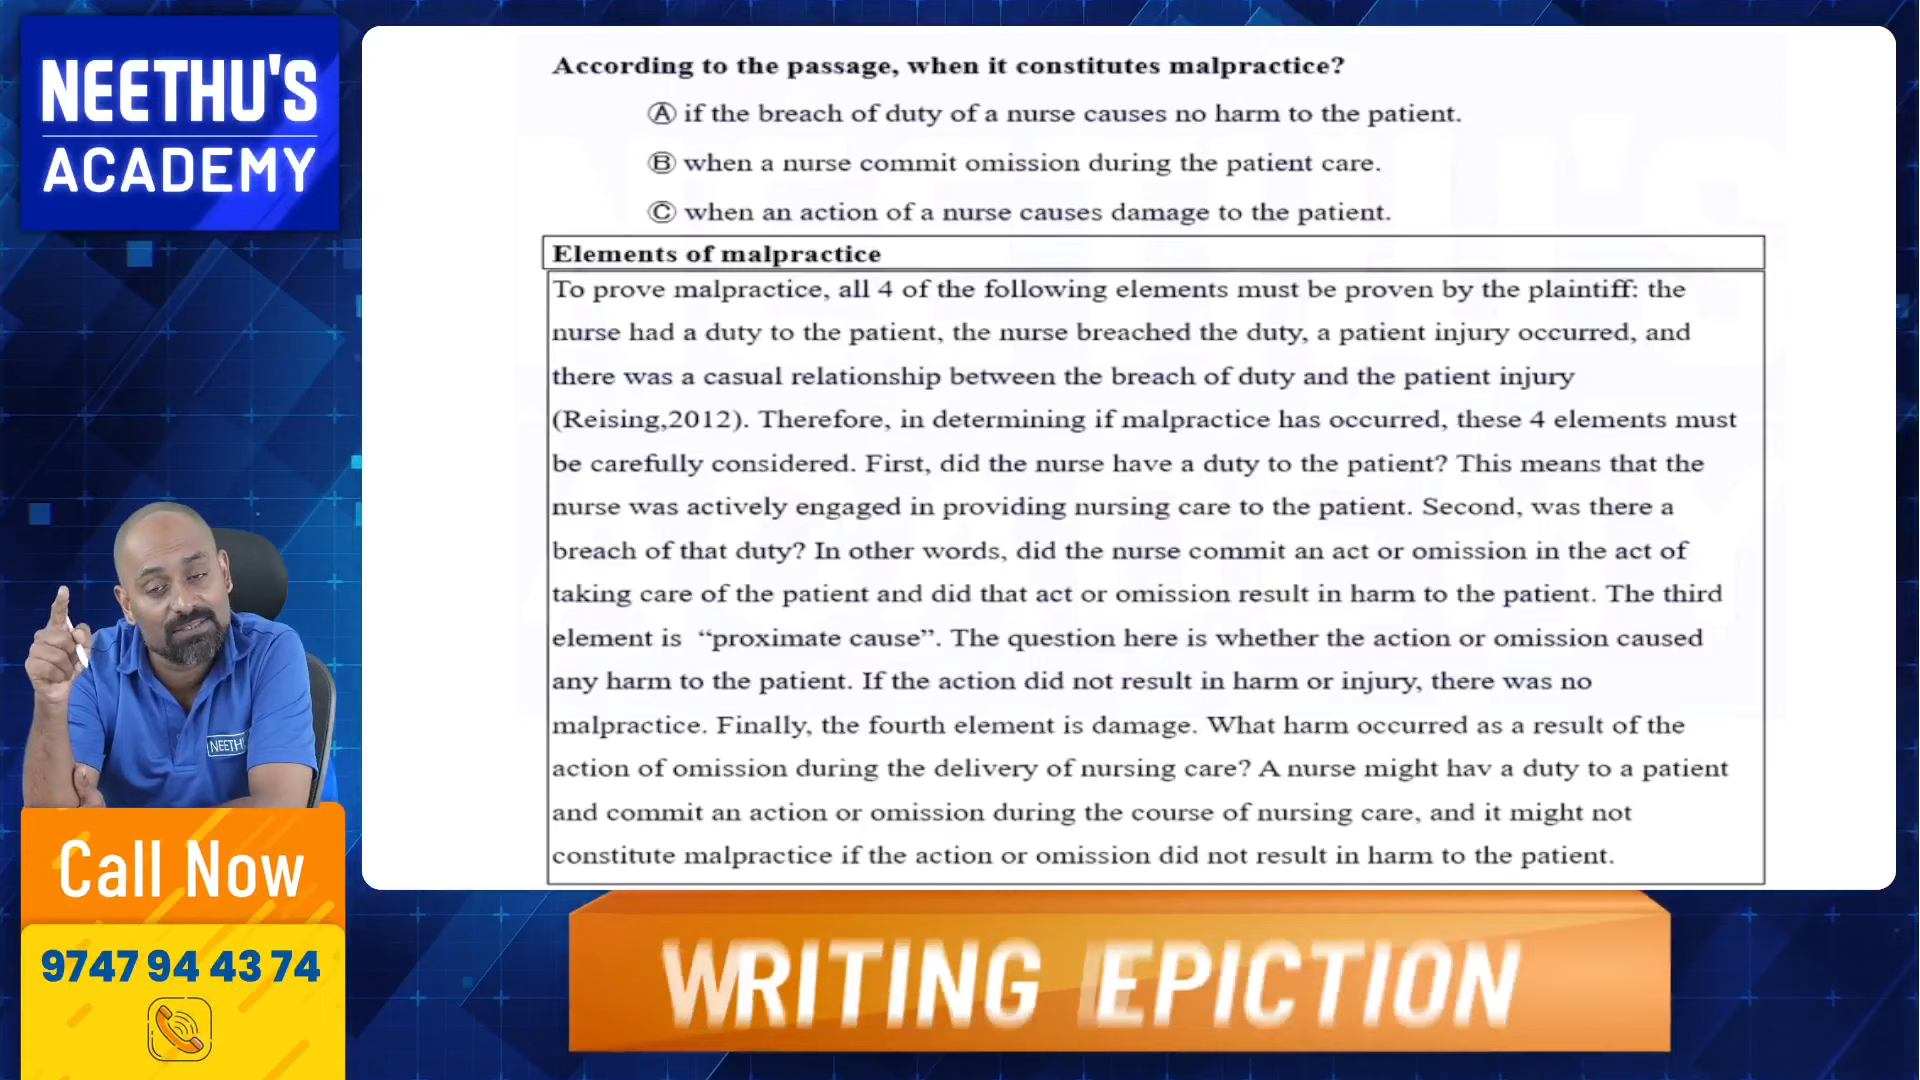 NEETHU'S
ACADEMY
According to the passage, when it constitutes malpractice?
Ⓐ if the breach of duty of a nurse causes no harm to the patient.
Ⓑ when a nurse commit omission during the patient care.
Ⓒ when an action of a nurse causes damage to the patient.
Elements of malpractice
To prove malpractice, all 4 of the following elements must be proven by the plaintiff: the
nurse had a duty to the patient, the nurse breached the duty, a patient injury occurred, and
there was a casual relationship between the breach of duty and the patient injury
(Reising,2012). Therefore, in determining if malpractice has occurred, these 4 elements must
be carefully considered. First, did the nurse have a duty to the patient? This means that the
nurse was actively engaged in providing nursing care to the patient. Second, was there a
breach of that duty? In other words, did the nurse commit an act or omission in the act of
taking care of the patient and did that act or omission result in harm to the patient. The third
element is “proximate cause”. The question here is whether the action or omission caused
any harm to the patient. If the action did not result in harm or injury, there was no
malpractice. Finally, the fourth element is damage. What harm occurred as a result of the
action of omission during the delivery of nursing care? A nurse might hav a duty to a patient
and commit an action or omission during the course of nursing care, and it might not
constitute malpractice if the action or omission did not result in harm to the patient.
NEETH
Call Now
9747 94 43 74
WRITING